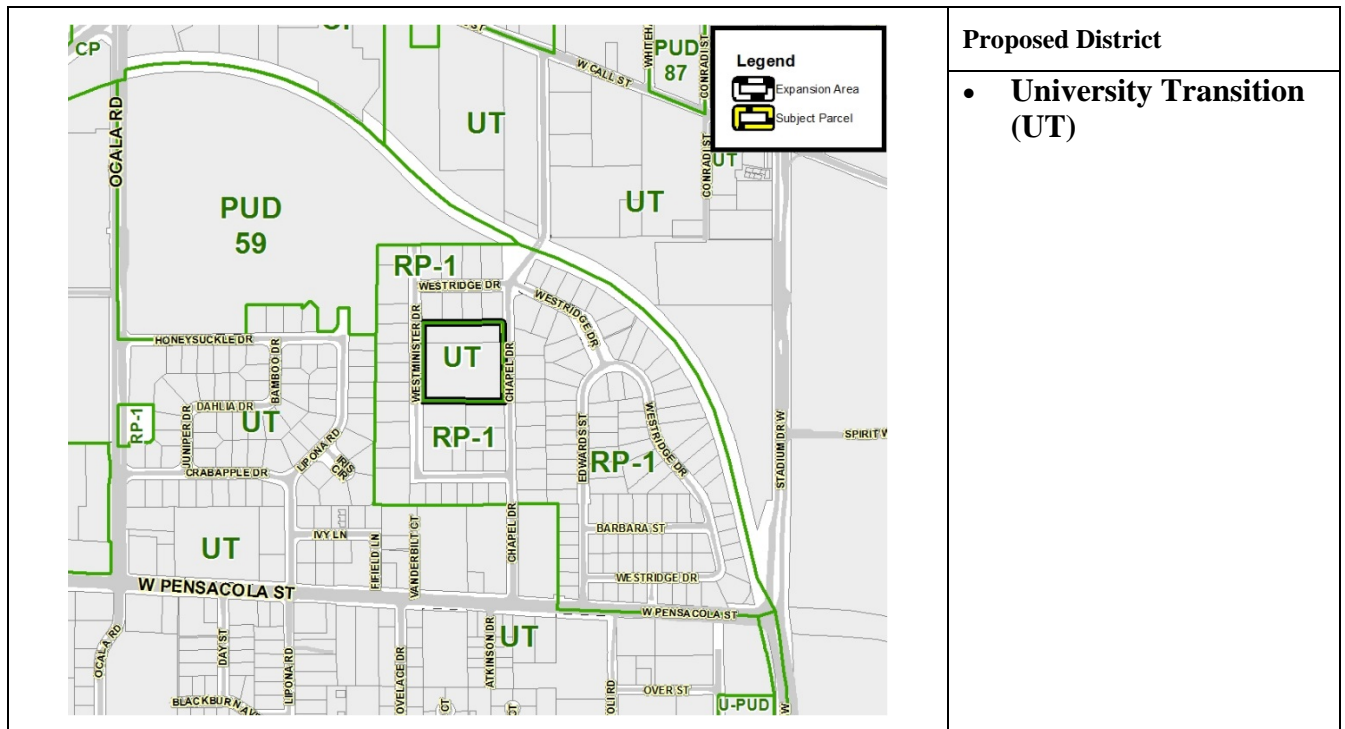 CP
OCALA RD
PUD
59
UT
W CALL ST
PUD
87
CONRADI ST
CONRADI ST
UT
UT
Legend
Expansion Area
Subject Parcel
Proposed District
• University Transition
(UT)
RP-1
WESTRIDGE DR
WESTRIDGE DR
WESTMINISTER DR
UT
CHAPEL DR
HONEYSUCKLE DR
BAMBOO DR
DAHLIA DR
JUNIPER DR
UT
RP-1
LIPONA RD
CRABAPPLE DR
RP-1
EDWARDS ST
WESTRIDGE DR
RP-1
STADIUM DR W
UT
IVY LN
FIFIELD LN
VANDERBILT CT
CHAPEL DR
BARBARA ST
WESTRIDGE DR
W PENSACOLA ST
W PENSACOLA ST
OCALA RD
DAY ST
LIPONA RD
ATKINSON DR
UT
OVER ST
U-PUD
CT
CT